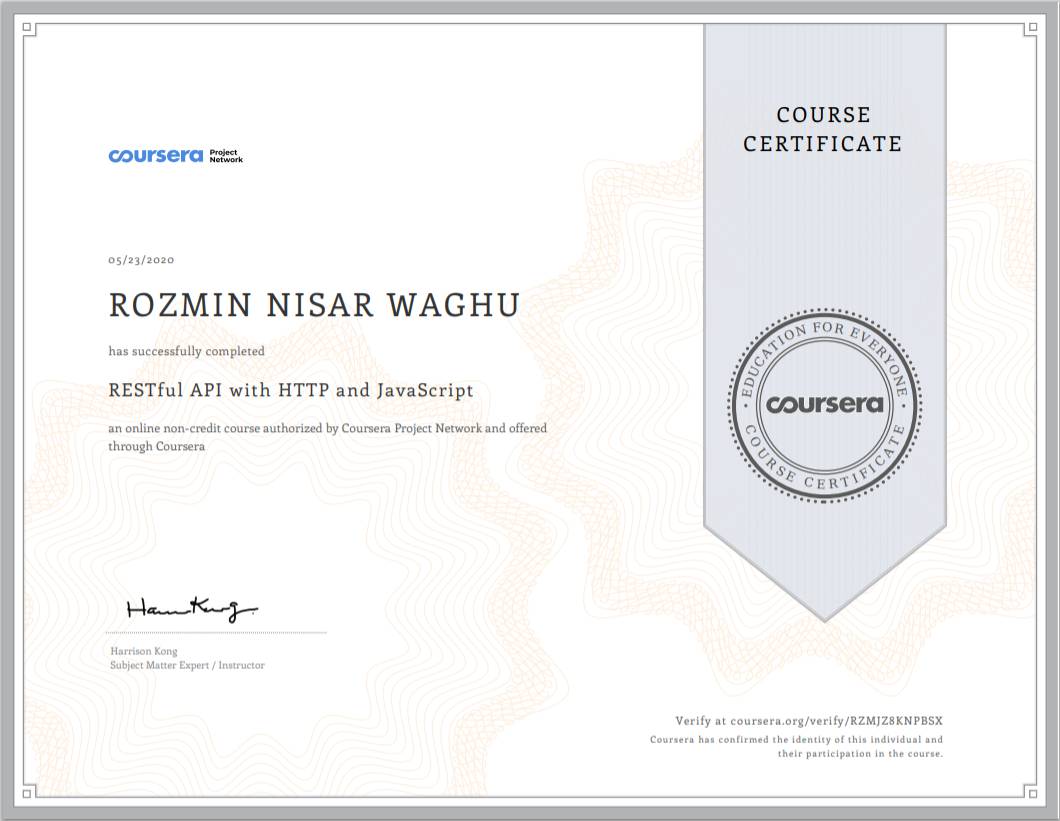 COURSE
CERTIFICATE
coursera Project
Network
05/23/2020
ROZMIN NISAR WAGHU
has successfully completed
RESTful API with HTTP and JavaScript
an online non-credit course authorized by Coursera Project Network and offered
through Coursera
EDUCATION FOR EVERYONE
coursera
COURSE CERTIFICATE
Harrison Kong
Subject Matter Expert / Instructor
Verify at coursera.org/verify/RZMJZ8KNPBSX
Coursera has confirmed the identity of this individual and
their participation in the course.